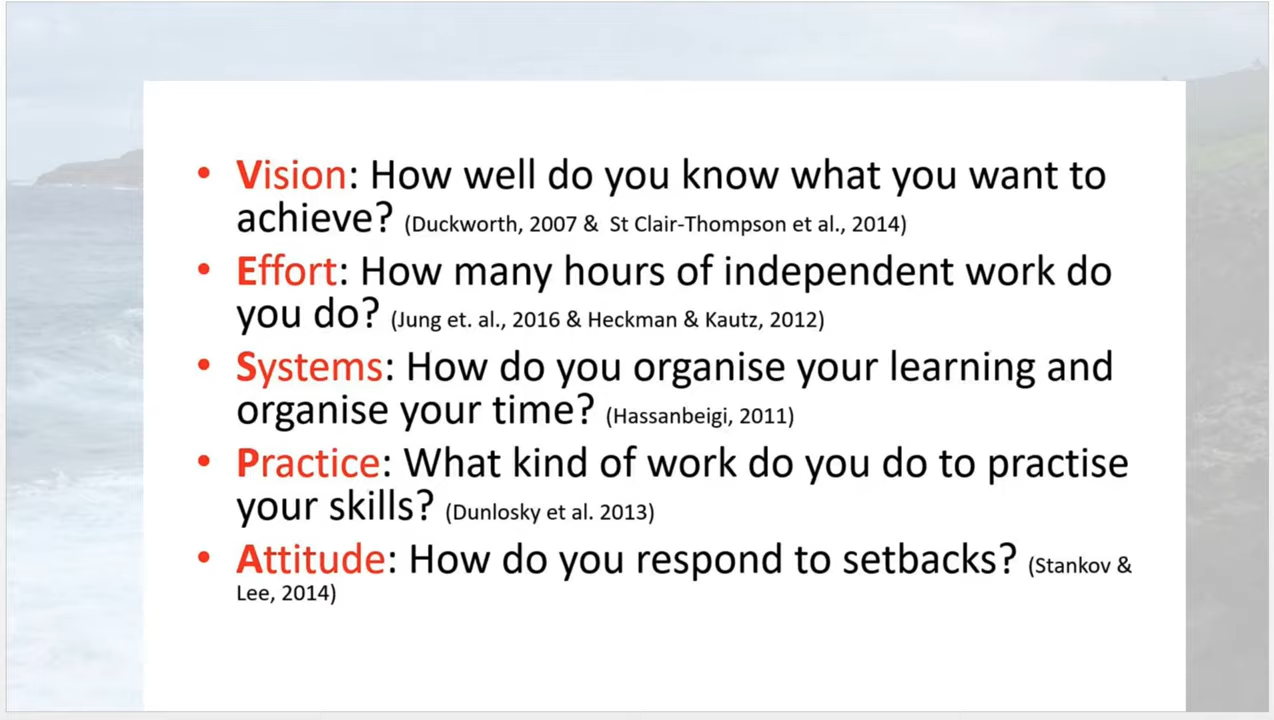 • Vision: How well do you know what you want to
achieve? (Duckworth, 2007 & St Clair-Thompson et al., 2014)
• Effort: How many hours of independent work do
you do? (Jung et. al., 2016 & Heckman & Kautz, 2012)
• Systems: How do you organise your learning and
organise your time? (Hassanbeigi, 2011)
• Practice: What kind of work do you do to practise
your skills? (Dunlosky et al. 2013)
• Attitude: How do you respond to setbacks? (Stankov &
Lee, 2014)